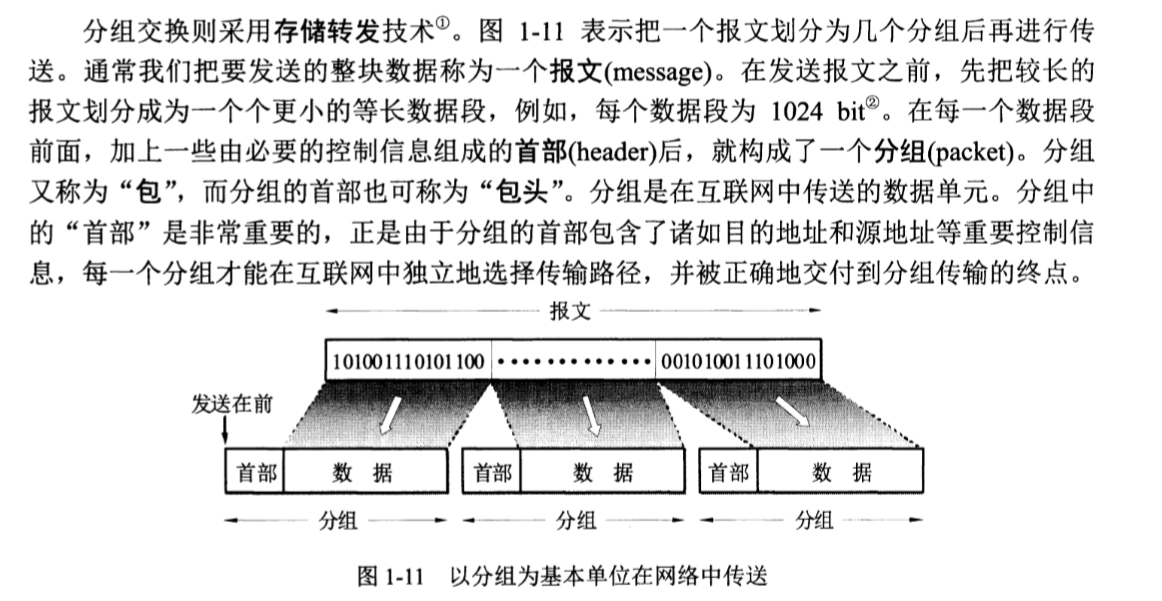 分组交换则采用存储转发技术①。图 1-11 表示把一个报文划分为几个分组后再进行传
送。通常我们把要发送的整块数据称为一个报文(message)。在发送报文之前，先把较长的
报文划分成为一个个更小的等长数据段，例如，每个数据段为 1024 bit②。在每一个数据段
前面，加上一些由必要的控制信息组成的首部(header)后，就构成了一个分组(packet)。分组
又称为“包”，而分组的首部也可称为“包头”。分组是在互联网中传送的数据单元。分组中
的“首部”是非常重要的，正是由于分组的首部包含了诸如目的地址和源地址等重要控制信
息，每一个分组才能在互联网中独立地选择传输路径，并被正确地交付到分组传输的终点。
报文
101001110101100 ············· 001010011101000
发送在前
首部 数 据 首部 数 据 首部 数 据
分组 分组 分组
图 1-11 以分组为基本单位在网络中传送